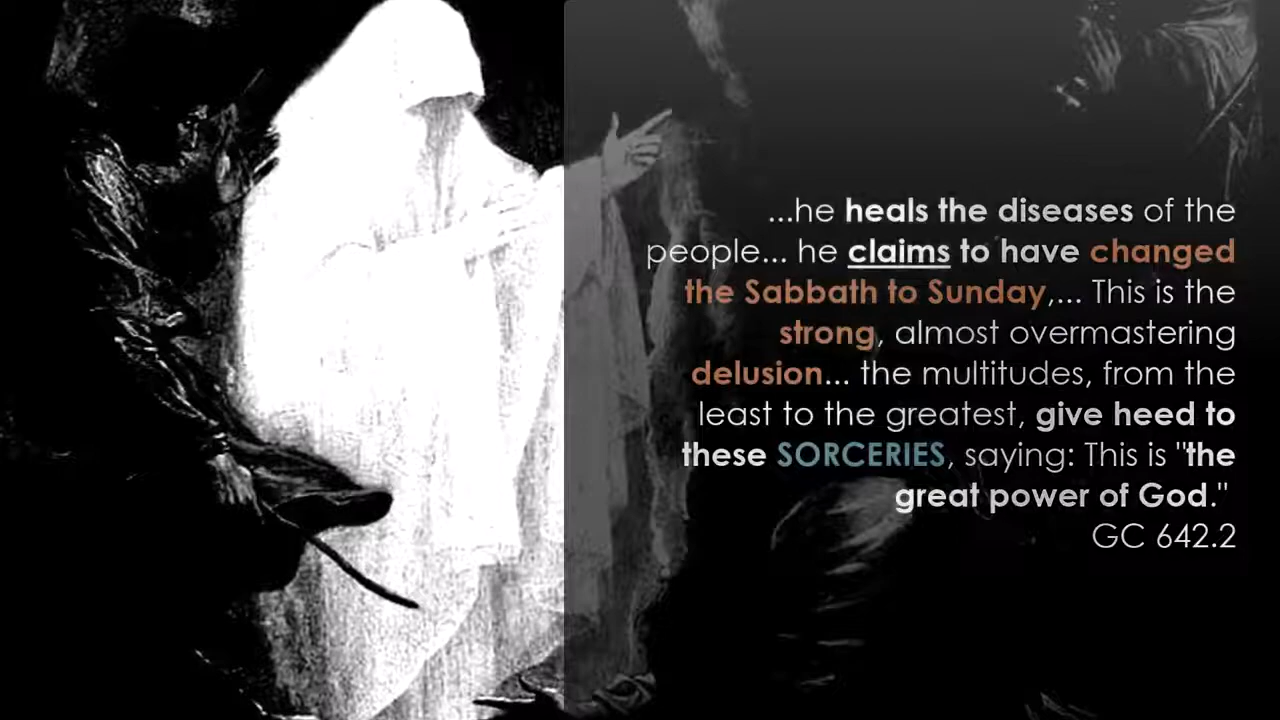 ...he heals the diseases of the
people... he claims to have changed
the Sabbath to Sunday,... This is the
strong, almost overmastering
delusion... the multitudes, from the
least to the greatest, give heed to
these SORCERIES, saying: This is "the
great power of God."
GC 642.2